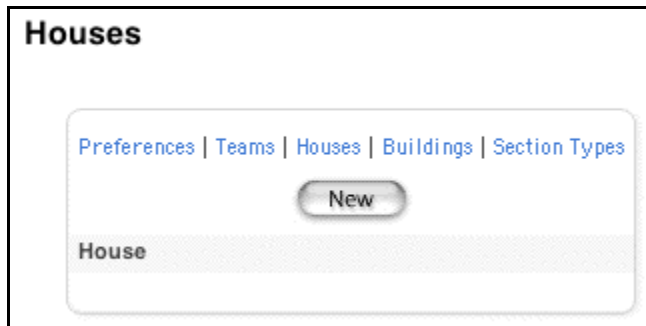 Houses
Preferences | Teams | Houses | Buildings | Section Types
New
House